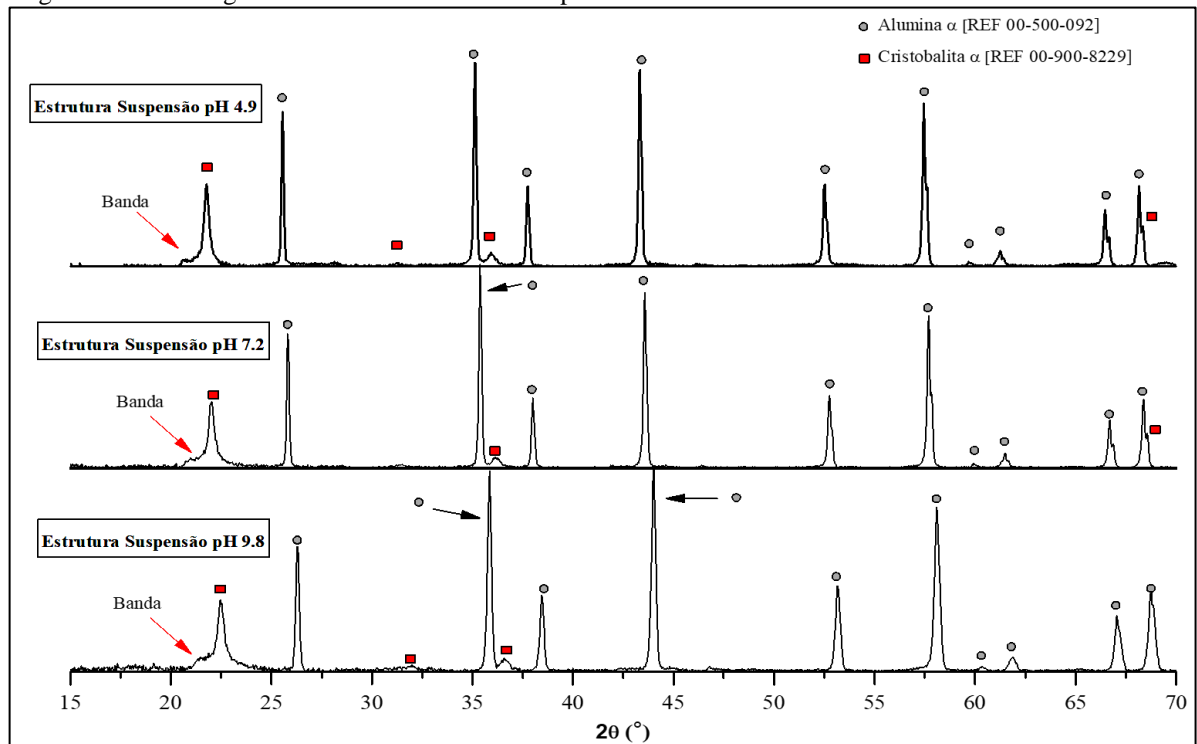 Alumina α [REF 00-500-092]
Cristobalita α [REF 00-900-8229]
Estrutura Suspensão pH 4.9
Banda
Estrutura Suspensão pH 7.2
Banda
Estrutura Suspensão pH 9.8
Banda
15 20 25 30 35 40 45 50 55 60 65 70
2θ (°)